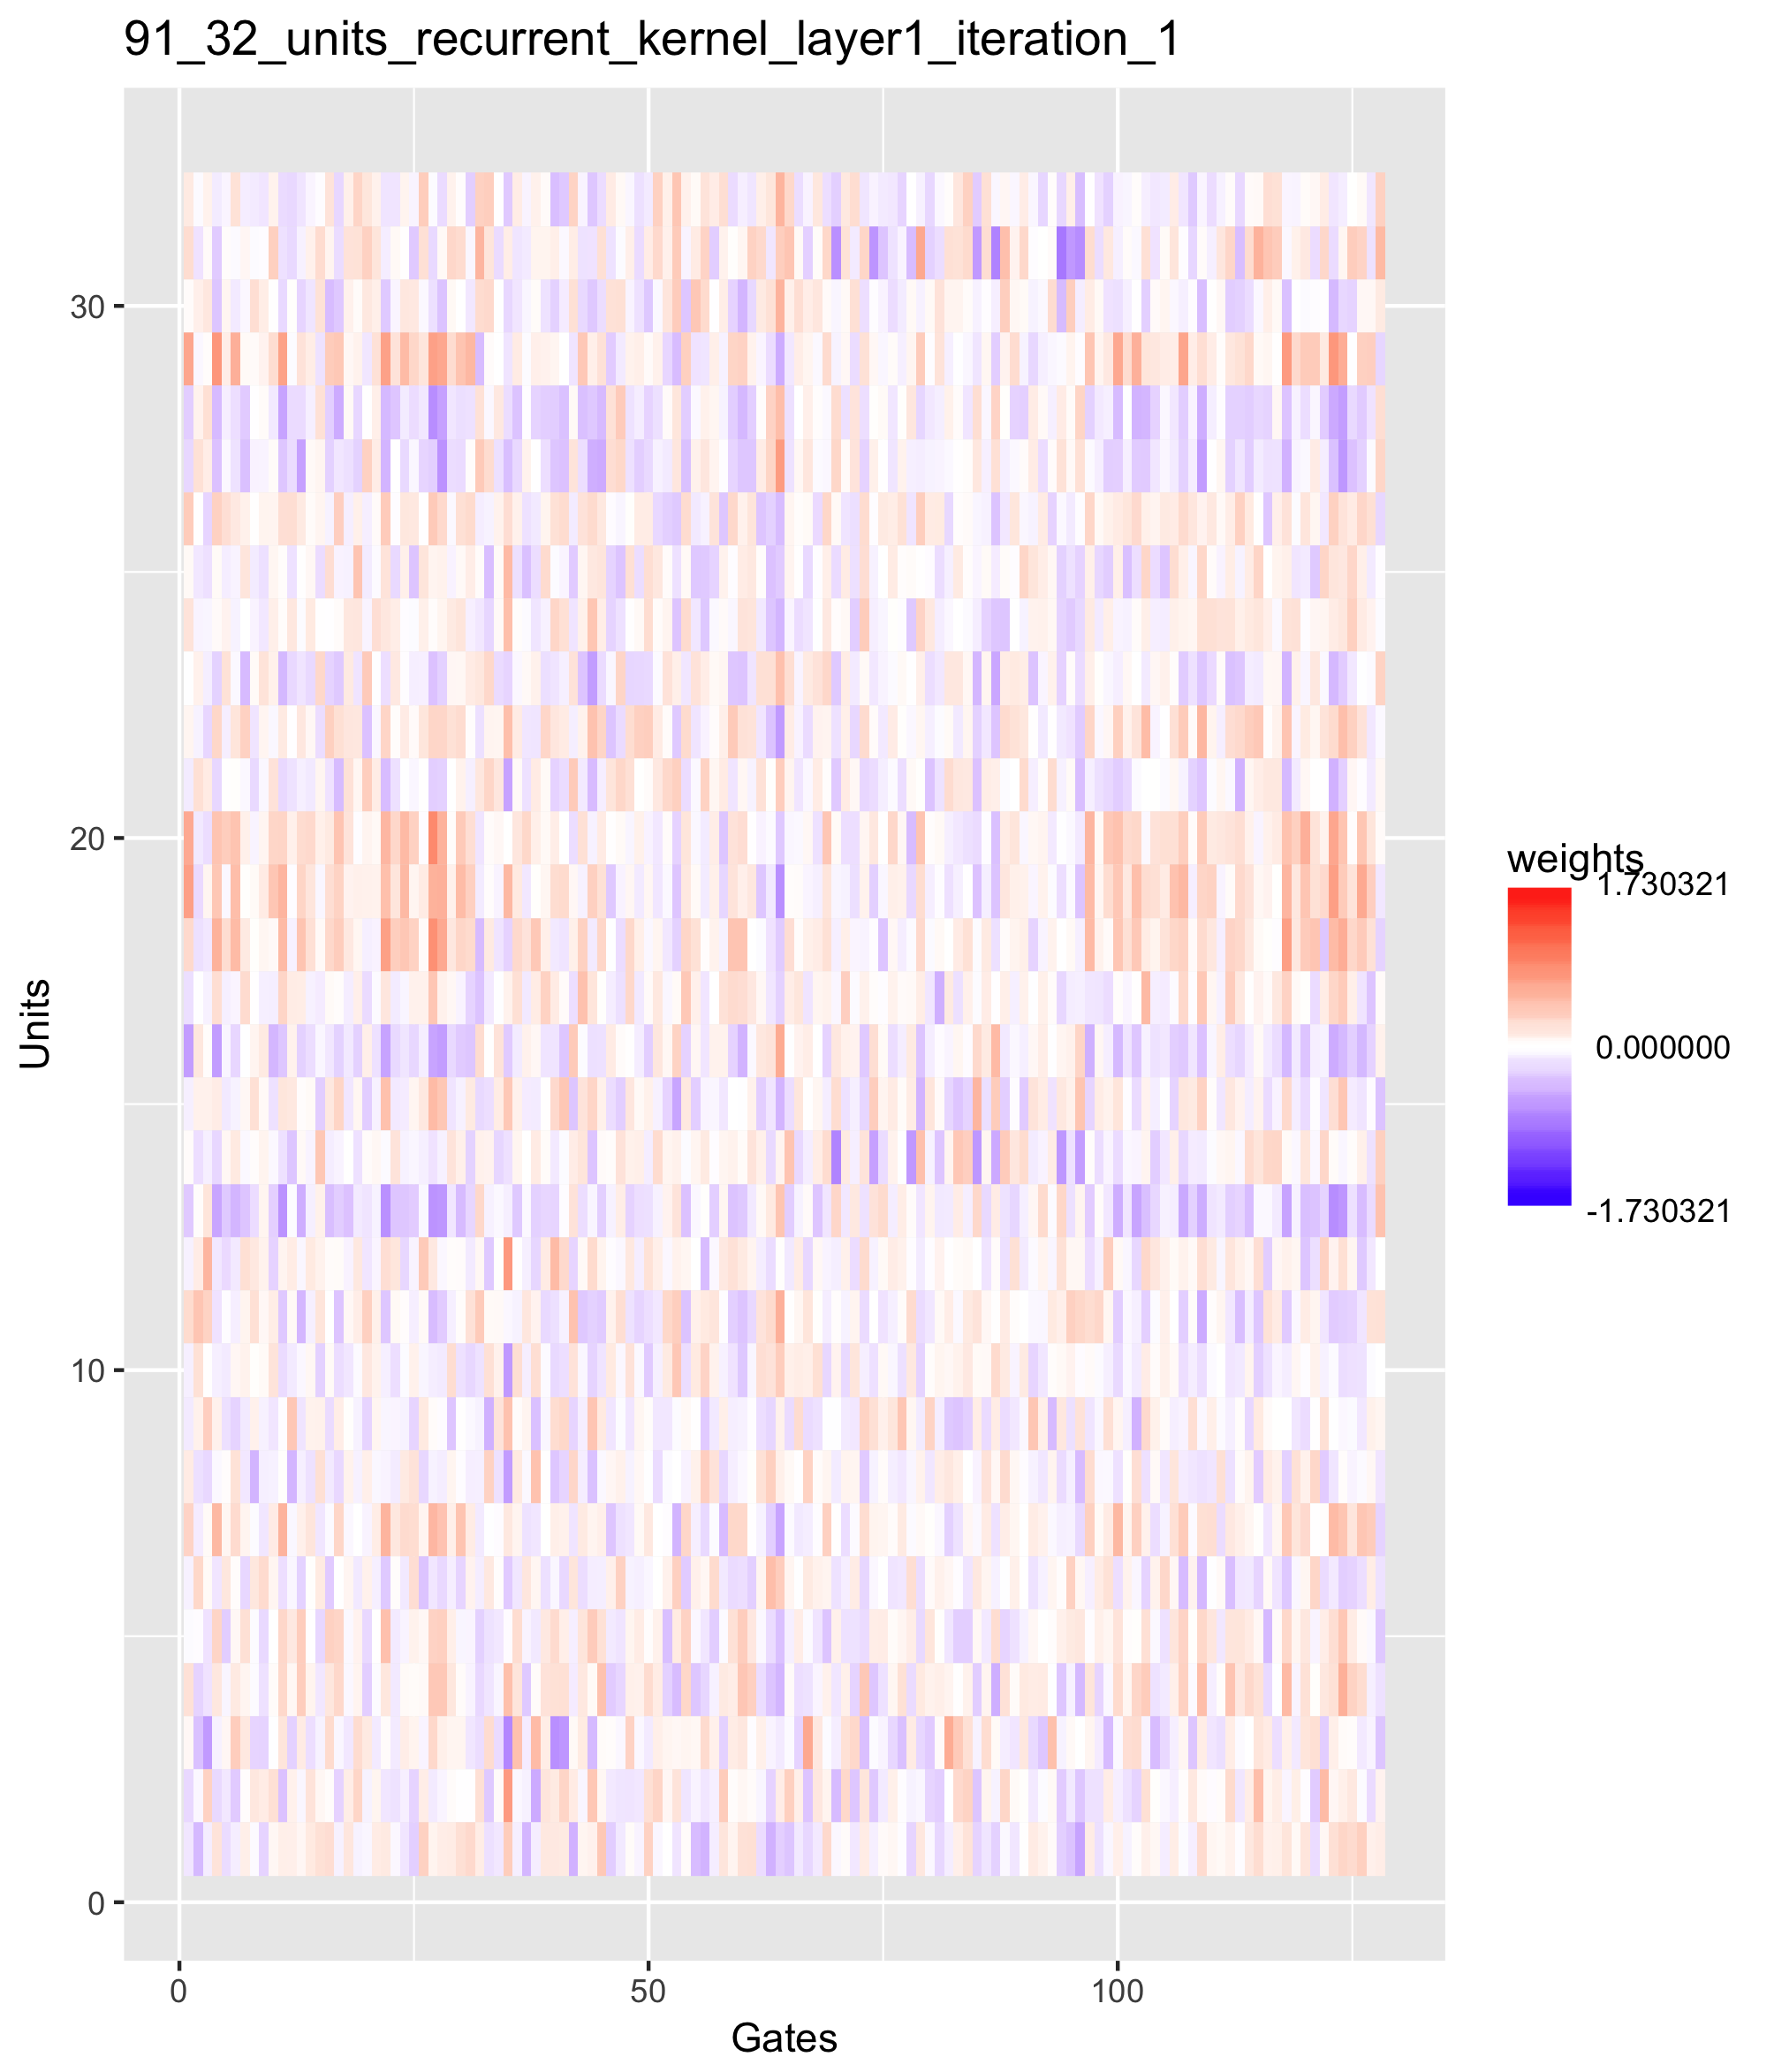 91_32_units_recurrent_kernel_layer1_iteration_1
30
20
10
0
Units
0 50 100
Gates
weights
1.730321
0.000000
-1.730321